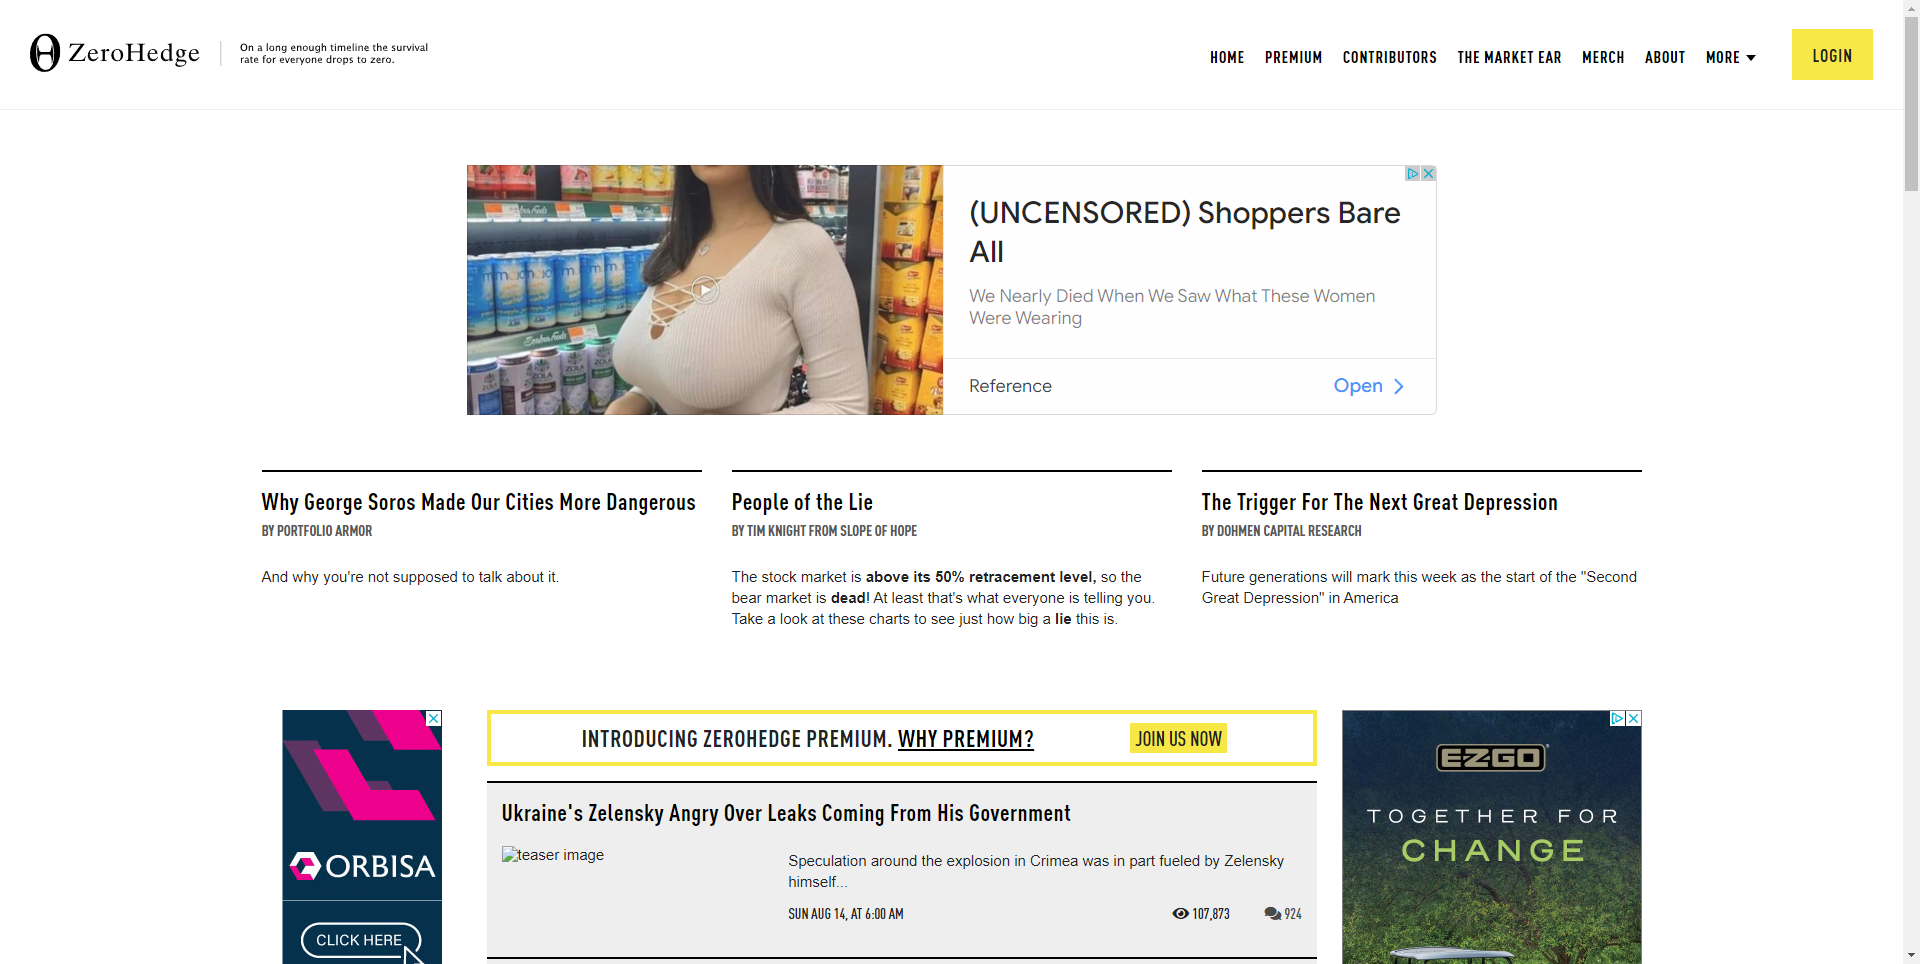 ZeroHedge
On a long enough timeline the survival
rate for everyone drops to zero.
HOME PREMIUM CONTRIBUTORS THE MARKET EAR MERCH ABOUT MORE
LOGIN
(UNCENSORED) Shoppers Bare
All
We Nearly Died When We Saw What These Women
Were Wearing
Reference
Open
Why George Soros Made Our Cities More Dangerous
BY PORTFOLIO ARMOR
And why you're not supposed to talk about it.
People of the Lie
BY TIM KNIGHT FROM SLOPE OF HOPE
The stock market is above its 50% retracement level, so the
bear market is dead! At least that's what everyone is telling you.
Take a look at these charts to see just how big a lie this is.
The Trigger For The Next Great Depression
BY DOHMEN CAPITAL RESEARCH
Future generations will mark this week as the start of the "Second
Great Depression" in America
ORBISA
CLICK HERE
INTRODUCING ZEROHEDGE PREMIUM. WHY PREMIUM?
JOIN US NOW
Ukraine's Zelensky Angry Over Leaks Coming From His Government
teaser image
Speculation around the explosion in Crimea was in part fueled by Zelensky
himself...
SUN AUG 14, AT 6:00 AM
107,873
924
EZGO
TOGETHER FOR
CHANGE